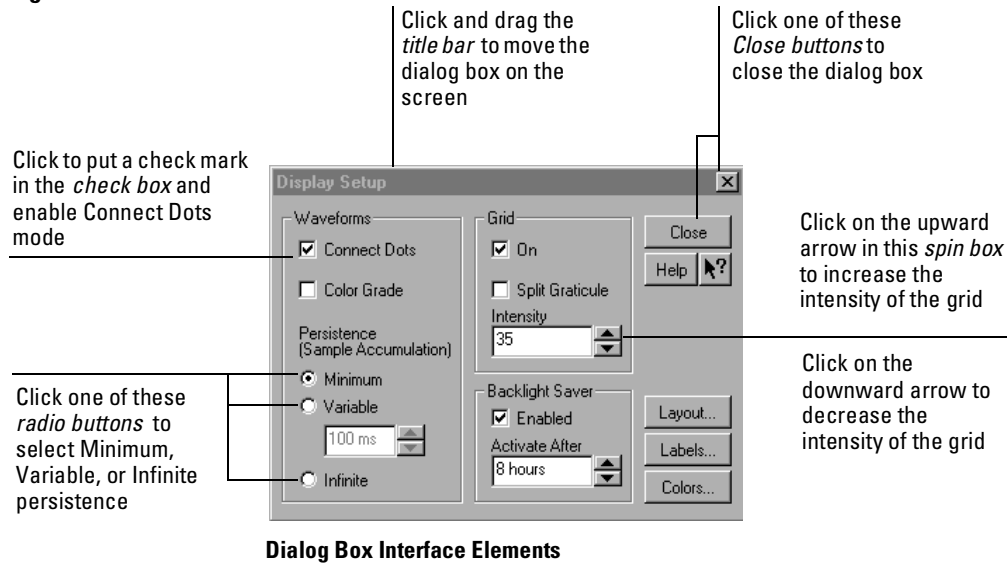 Click and drag the
title bar to move the
dialog box on the
screen
Click one of these
Close buttons to
close the dialog box
Click to put a check mark
in the check box and
enable Connect Dots
mode
Display Setup
Waveforms
Connect Dots
Color Grade
Persistence
(Sample Accumulation)
Minimum
Variable
100 ms
Infinite
Grid
On
Split Graticule
Intensity
35
Backlight Saver
Enabled
Activate After
8 hours
Close
Help
?
Layout...
Labels...
Colors...
Click on the upward
arrow in this spin box
to increase the
intensity of the grid
Click on the
downward arrow to
decrease the
intensity of the grid
Click one of these
radio buttons to
select Minimum,
Variable, or Infinite
persistence
Dialog Box Interface Elements